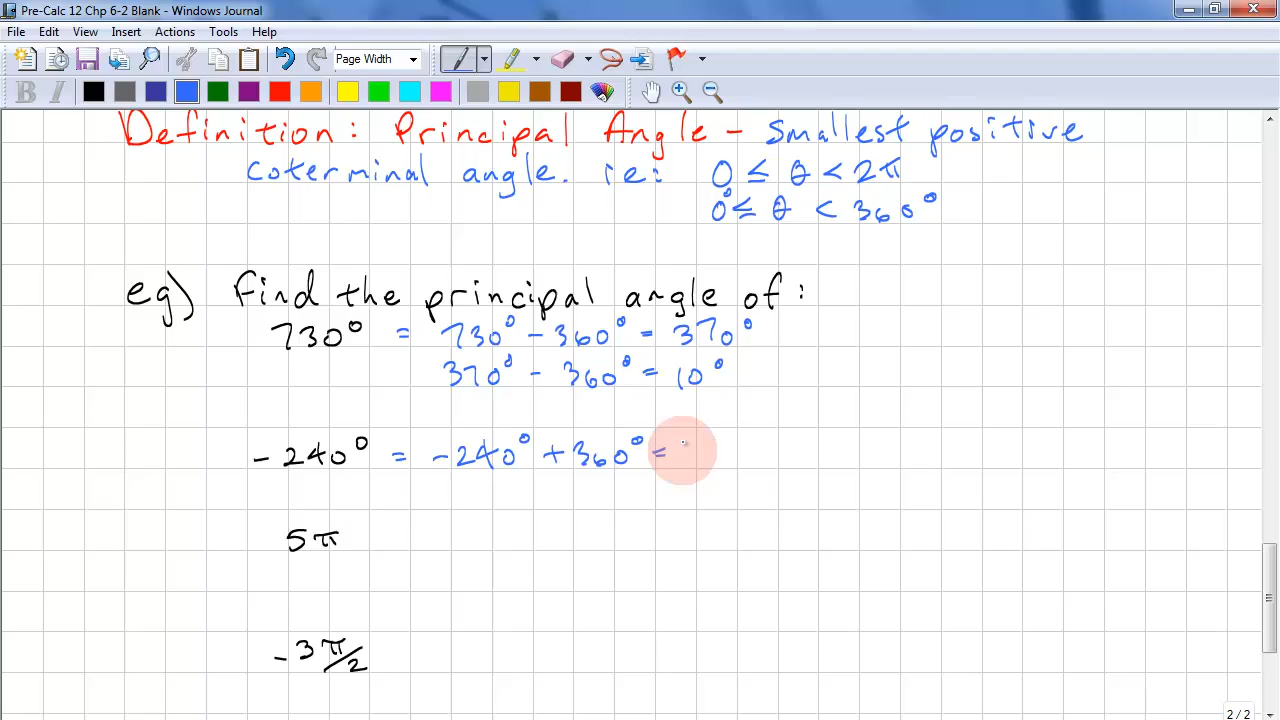 Pre-Calc 12 Chp 6-2 Blank - Windows Journal
File Edit View Insert Actions Tools Help
Page Width
B I
Definition: Principal Angle - smallest positive
coterminal angle. ie: 0 ≤ θ < 2π
0° ≤ θ < 360°
eg) Find the principal angle of:
730° = 730° - 360° = 370°
370° - 360° = 10°
-240° = -240° + 360° =
5π
-3π/2
2/2